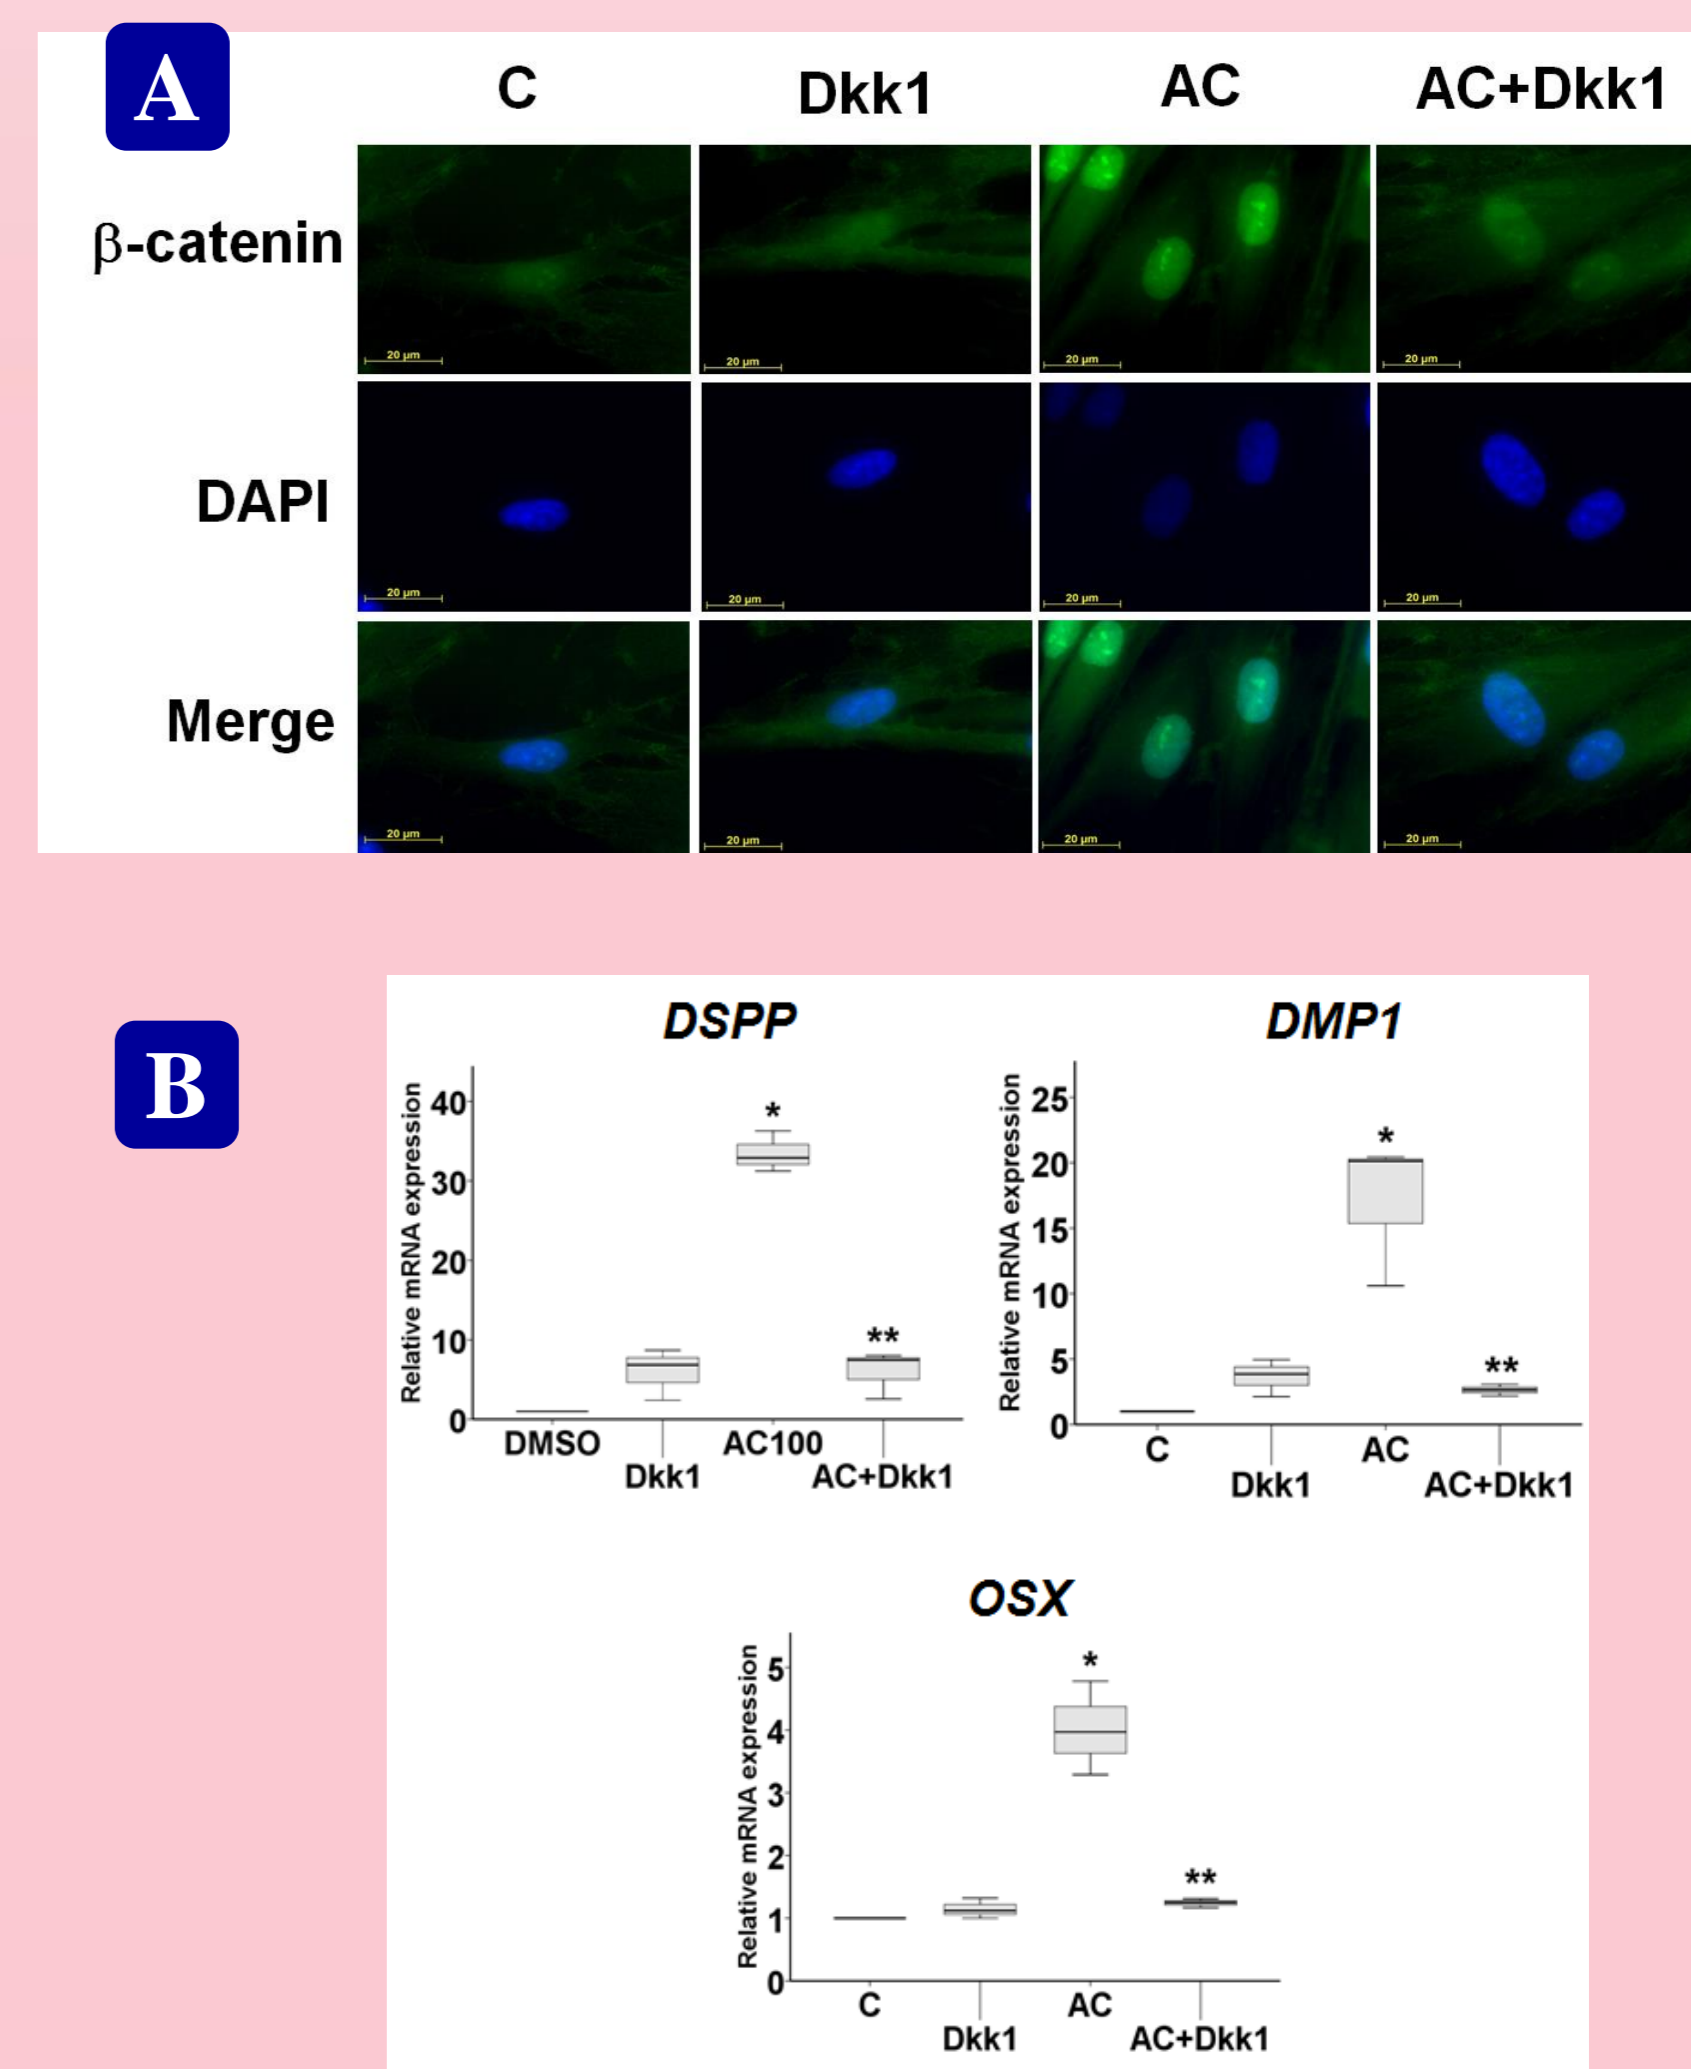 A
C Dkk1 AC AC+Dkk1
β-catenin
20 µm 20 µm 20 µm 20 µm
DAPI
20 µm 20 µm 20 µm 20 µm
Merge
20 µm 20 µm 20 µm 20 µm
B
DSPP
Relative mRNA expression
40
30
20
10
0
*
**
DMSO Dkk1 AC100 AC+Dkk1
DMP1
Relative mRNA expression
25
20
15
10
5
0
*
**
C Dkk1 AC AC+Dkk1
OSX
Relative mRNA expression
5
4
3
2
1
0
*
**
C Dkk1 AC AC+Dkk1